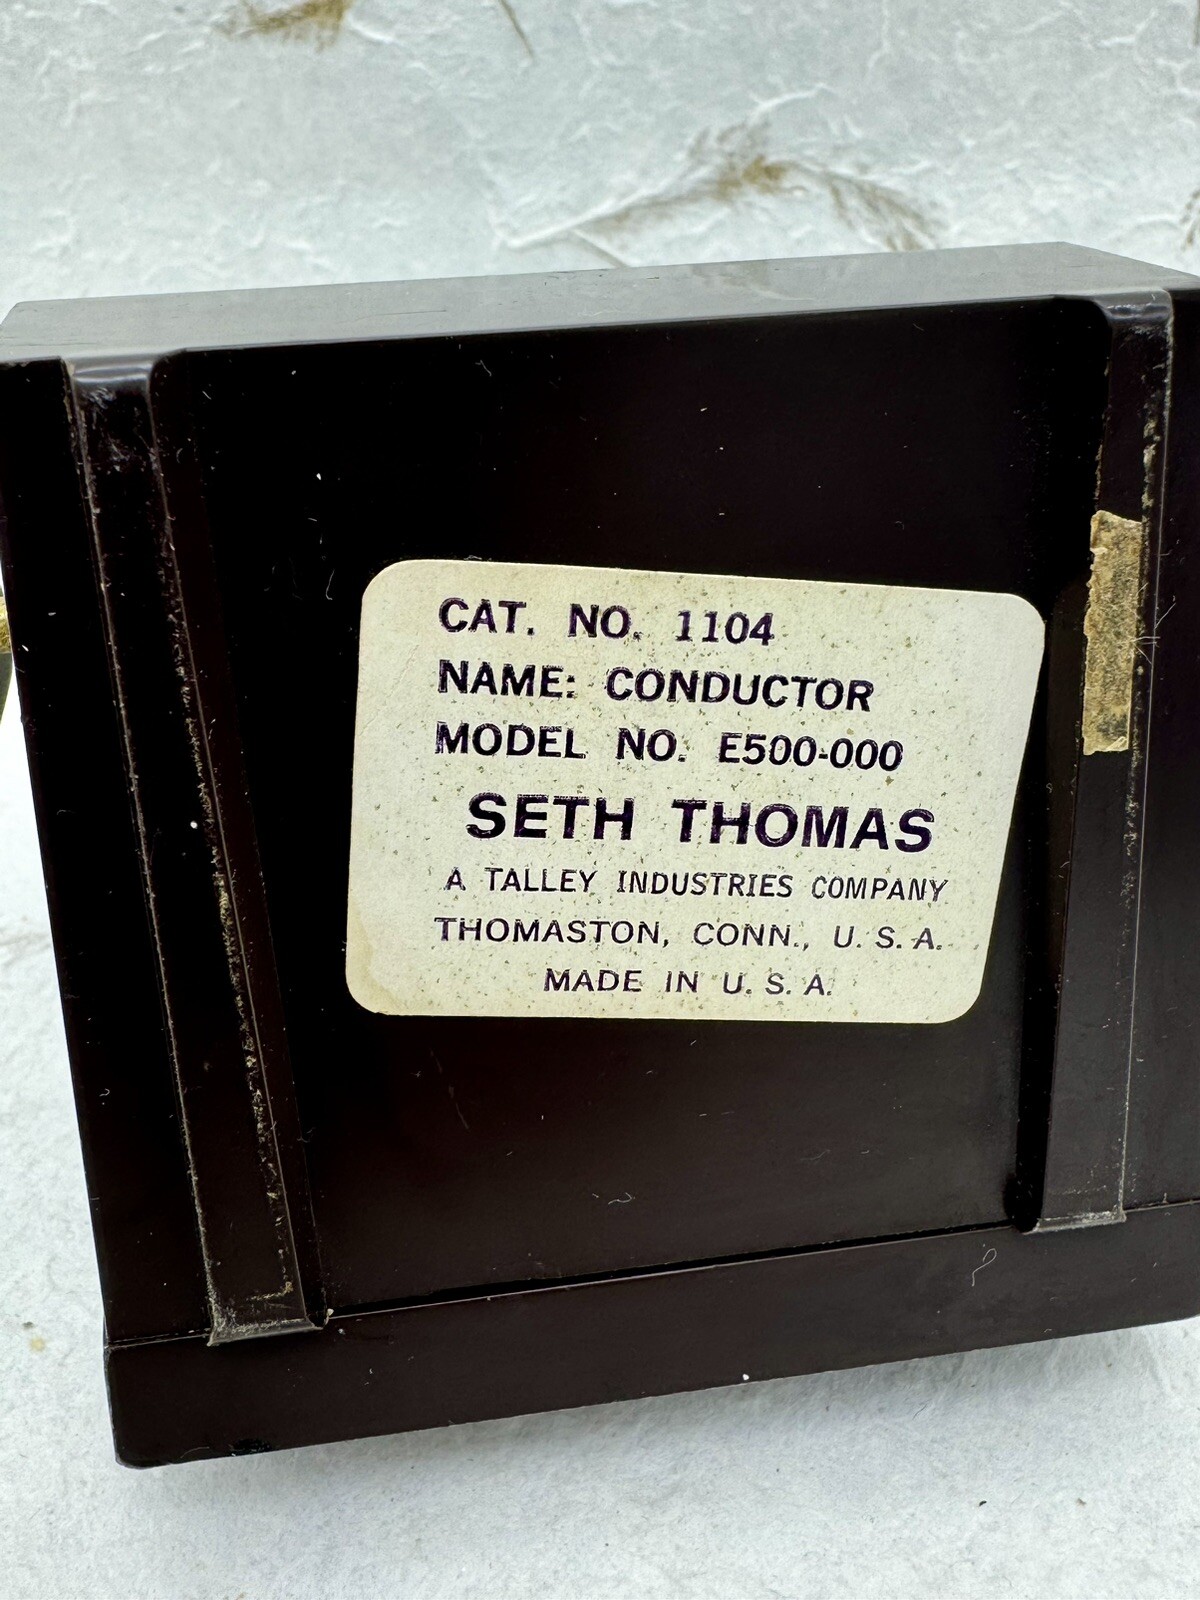 CAT. NO. 1104
NAME: CONDUCTOR
MODEL NO. E500-000
SETH THOMAS
A TALLEY INDUSTRIES COMPANY
THOMASTON, CONN., U. S. A.
MADE IN U. S. A.